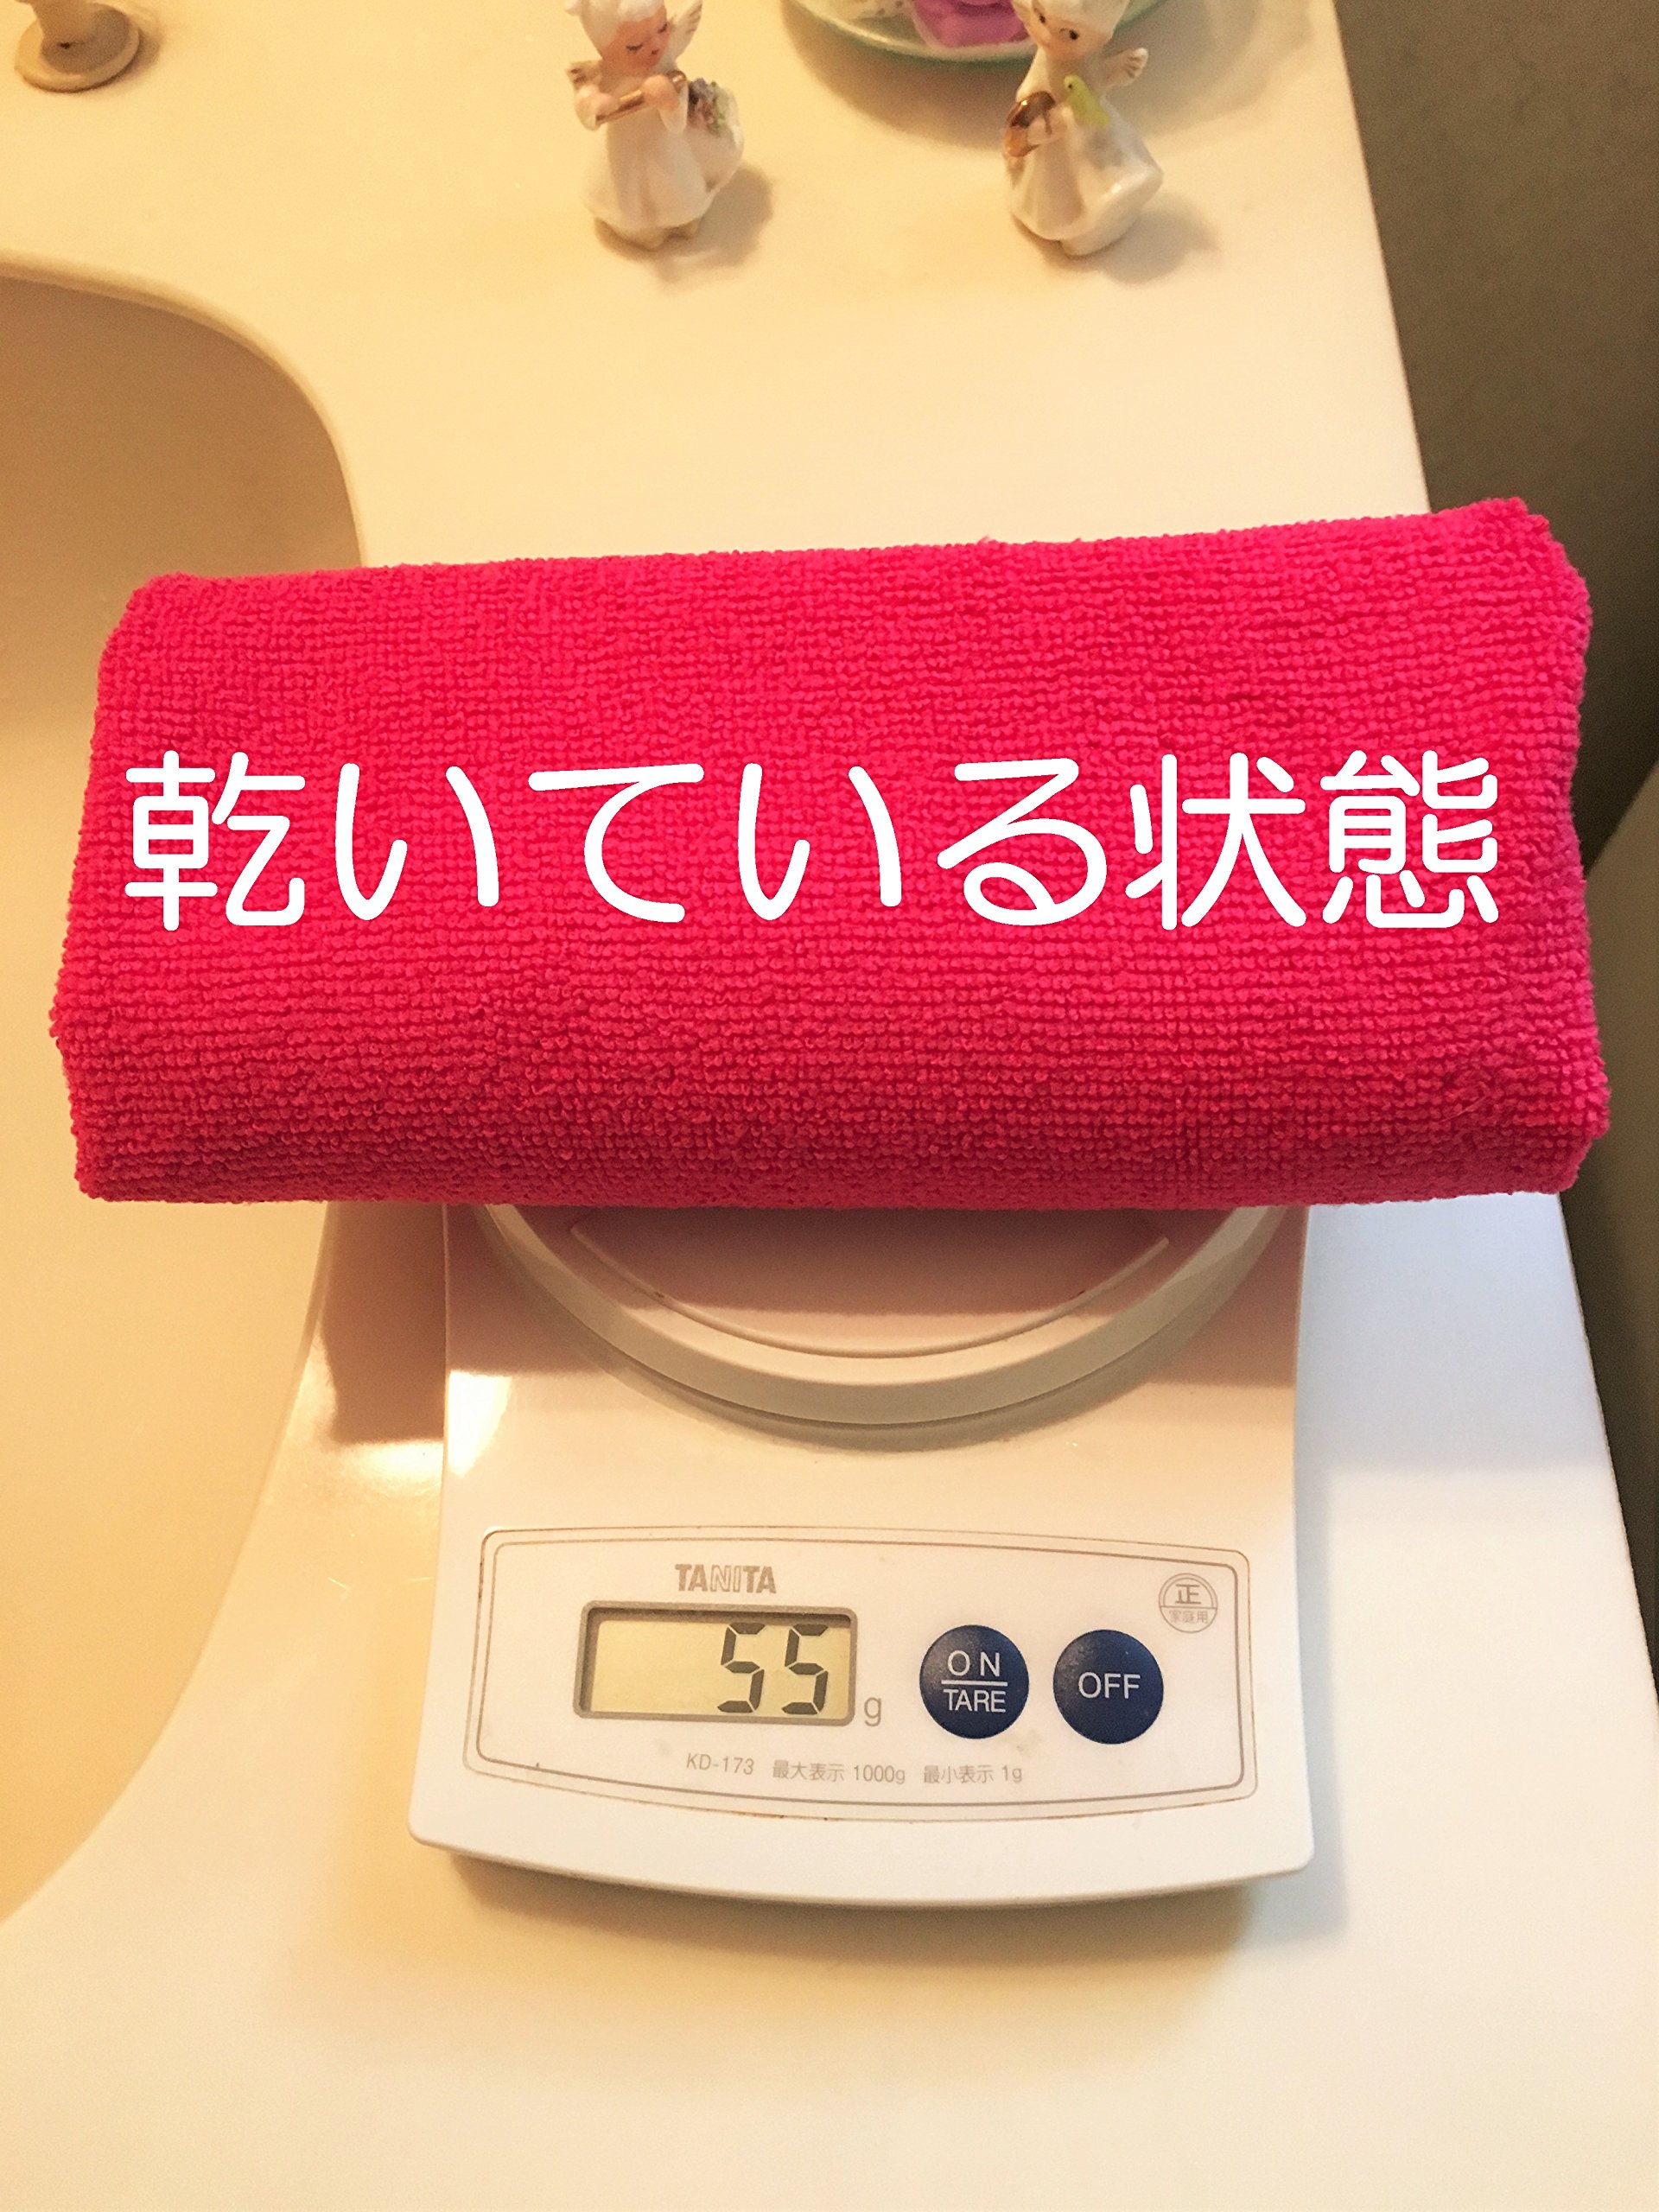 乾いている状態
TANITA
正
家庭用
55 g
ON
TARE
OFF
KD-173 最大表示 1000g 最小表示 1g